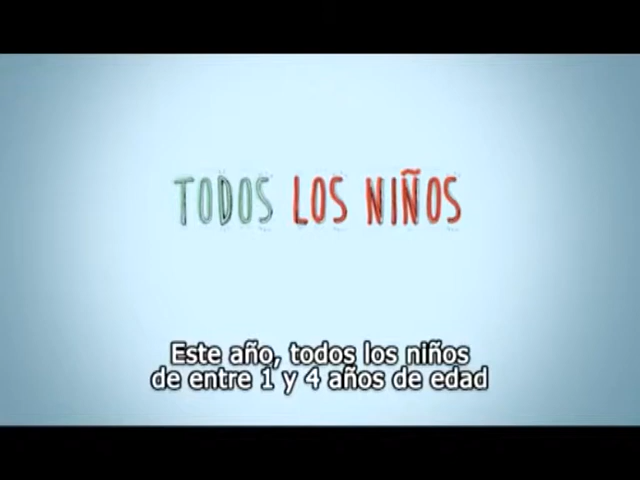 TODOS LOS NIÑOS
Este año, todos los niños
de entre 1 y 4 años de edad